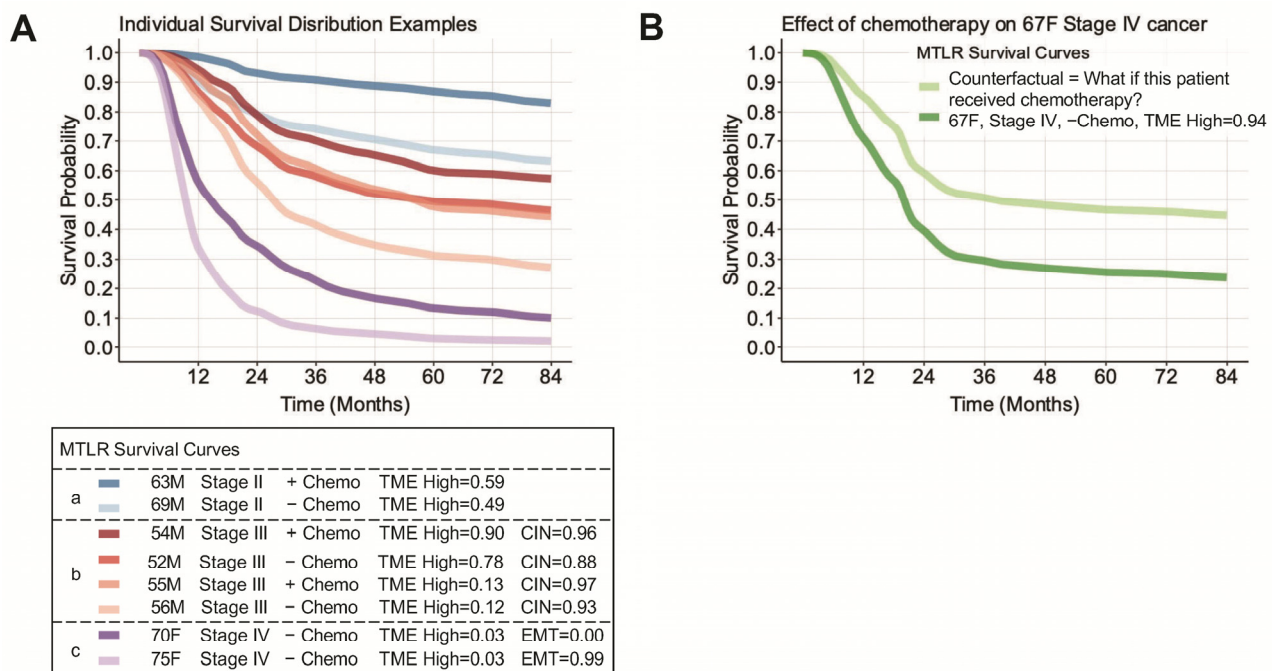 A
Individual Survival Disribution Examples
1.0
0.9
0.8
0.7
0.6
0.5
0.4
0.3
0.2
0.1
0.0
Survival Probability
12 24 36 48 60 72 84
Time (Months)
MTLR Survival Curves
a
63M Stage II + Chemo TME High=0.59
69M Stage II − Chemo TME High=0.49
b
54M Stage III + Chemo TME High=0.90 CIN=0.96
52M Stage III − Chemo TME High=0.78 CIN=0.88
55M Stage III + Chemo TME High=0.13 CIN=0.97
56M Stage III − Chemo TME High=0.12 CIN=0.93
c
70F Stage IV − Chemo TME High=0.03 EMT=0.00
75F Stage IV − Chemo TME High=0.03 EMT=0.99
B
Effect of chemotherapy on 67F Stage IV cancer
MTLR Survival Curves
Counterfactual = What if this patient
received chemotherapy?
67F, Stage IV, −Chemo, TME High=0.94
1.0
0.9
0.8
0.7
0.6
0.5
0.4
0.3
0.2
0.1
0.0
Survival Probability
12 24 36 48 60 72 84
Time (Months)